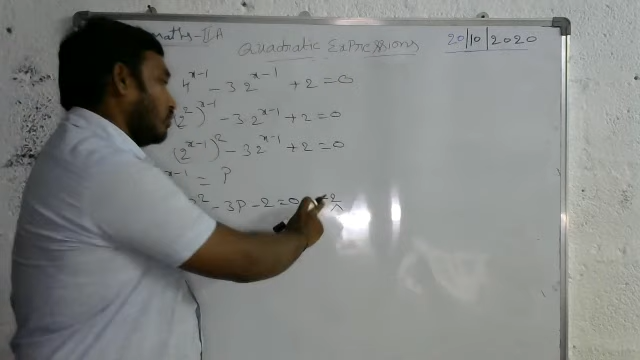 Maths-IIA
Quadratic Expressions
20/10/2020
4^{x-1} - 3 2^{x-1} + 2 = 0
2^2)^{x-1} - 3 2^{x-1} + 2 = 0
(2^{x-1})^2 - 3 2^{x-1} + 2 = 0
x-1 = P
2 - 3P - 2 = 0